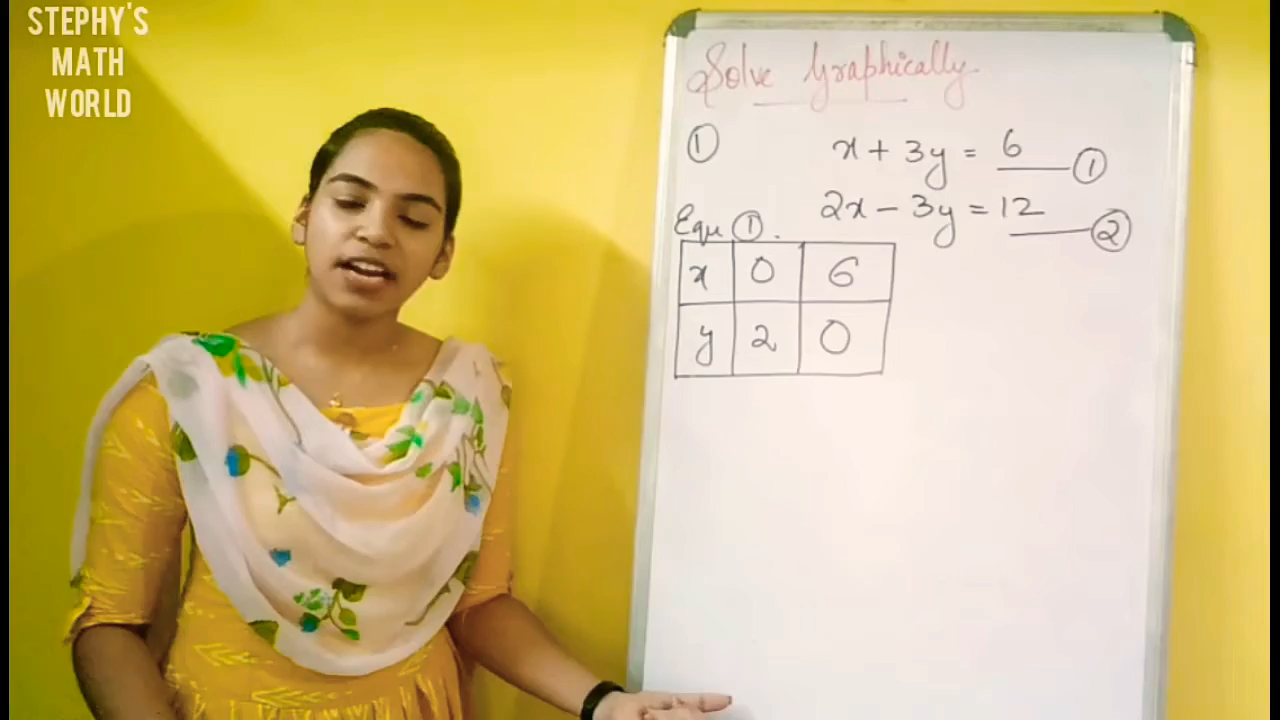 STEPHY'S
MATH
WORLD
Solve Graphically
① x + 3y = 6 ①
2x - 3y = 12 ②
Equ ①.
x 0 6
y 2 0